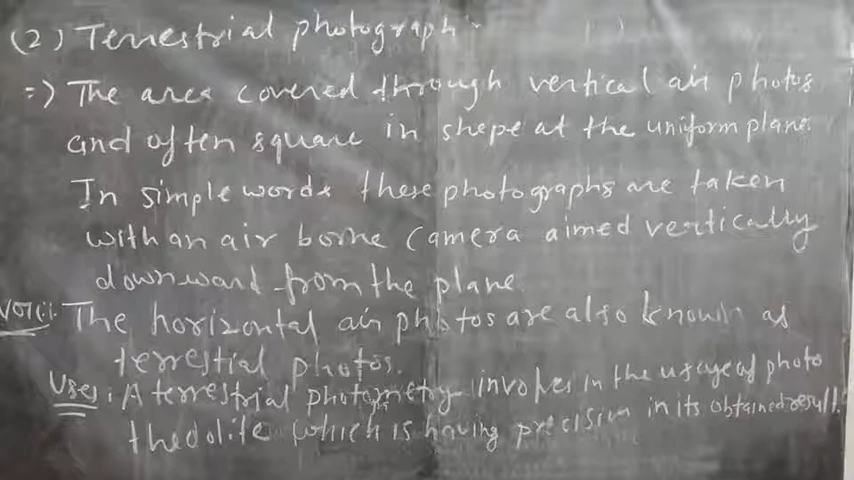 (2) Terrestrial photograph
=> The area covered through vertical air photos
and often square in shepe at the uniform plane.
In simple words these photographs are taken
with an air borne camera aimed vertically
downward from the plane.
The horizontal air photos are also known as
terrestial photos.
Uses: A terrestrial photometry involves in the usage of photo
thedolite which is having precision in its obtained result.